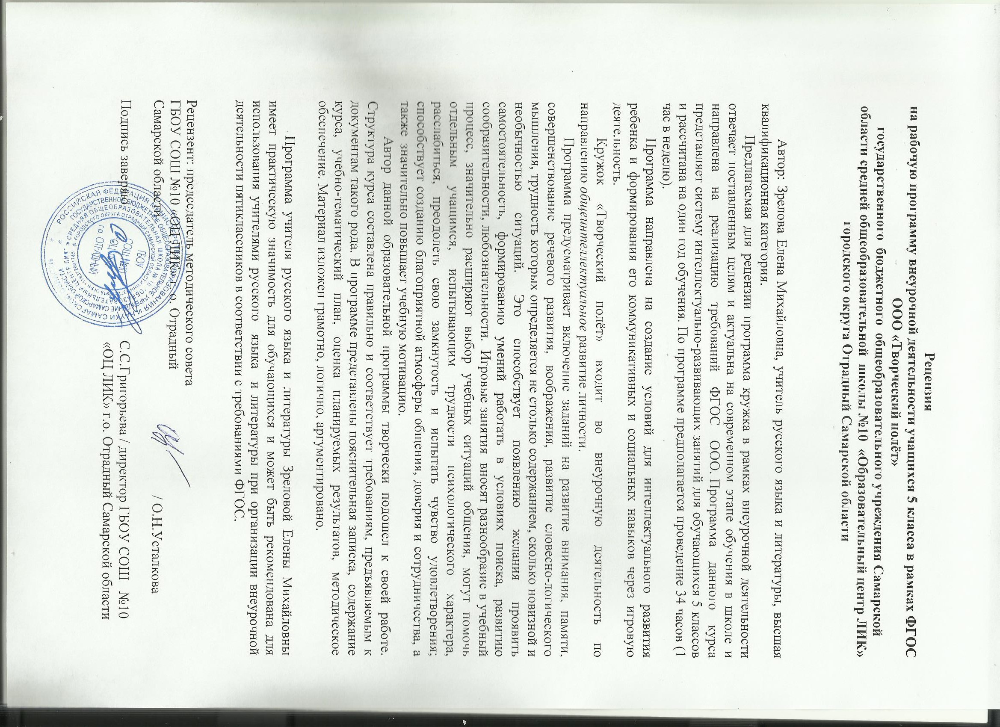 Рецензия
на рабочую программу внеурочной деятельности учащихся 5 класса в рамках ФГОС
ООО «Творческий полёт»
государственного бюджетного общеобразовательного учреждения Самарской
области средней общеобразовательной школы №10 «Образовательный центр ЛИК»
городского округа Отрадный Самарской области
Автор: Зрелова Елена Михайловна, учитель русского языка и литературы, высшая
квалификационная категория.
Предлагаемая для рецензии программа кружка в рамках внеурочной деятельности
отвечает поставленным целям и актуальна на современном этапе обучения в школе и
направлена на реализацию требований ФГОС ООО. Программа данного курса
представляет систему интеллектуально-развивающих занятий для обучающихся 5 классов
и рассчитана на один год обучения. По программе предполагается проведение 34 часов (1
час в неделю).
Программа направлена на создание условий для интеллектуального развития
ребенка и формирования его коммуникативных и социальных навыков через игровую
деятельность.
Кружок «Творческий полёт» входит во внеурочную деятельность по
направлению общеинтеллектуальное развитие личности.
Программа предусматривает включение заданий на развитие внимания, памяти,
совершенствование речевого развития, воображения, развитие словесно-логического
мышления, трудность которых определяется не столько содержанием, сколько новизной и
необычностью ситуаций. Это способствует появлению желания проявить
самостоятельность, формированию умений работать в условиях поиска, развитию
сообразительности, любознательности. Игровые занятия вносят разнообразие в учебный
процесс, значительно расширяют выбор учебных ситуаций общения, могут помочь
отдельным учащимся, испытывающим трудности психологического характера,
расслабиться, преодолеть свою замкнутость и испытать чувство удовлетворения;
способствует созданию благоприятной атмосферы общения, доверия и сотрудничества, а
также значительно повышает учебную мотивацию.
Автор данной образовательной программы творчески подошел к своей работе.
Структура курса составлена правильно и соответствует требованиям, предъявляемым к
документам такого рода. В программе представлены пояснительная записка, содержание
курса, учебно-тематический план, оценка планируемых результатов, методическое
обеспечение. Материал изложен грамотно, логично, аргументировано.
Программа учителя русского языка и литературы Зреловой Елены Михайловны
имеет практическую значимость для обучающихся и может быть рекомендована для
использования учителями русского языка и литературы при организации внеурочной
деятельности пятиклассников в соответствии с требованиями ФГОС.
Рецензент: председатель методического совета
ГБОУ СОШ №10 «ОЦ ЛИК» г.о. Отрадный
Самарской области / О.Н.Усталкова
Подпись заверяю
С.С.Григорьева / директор ГБОУ СОШ №10
«ОЦ ЛИК» г.о. Отрадный Самарской области
РОССИЙСКАЯ ФЕДЕРАЦИЯ МИНИСТЕРСТВО ОБРАЗОВАНИЯ И НАУКИ САМАРСКОЙ ОБЛАСТИ
ГОСУДАРСТВЕННОЕ БЮДЖЕТНОЕ ОБЩЕОБРАЗОВАТЕЛЬНОЕ УЧРЕЖДЕНИЕ САМАРСКОЙ ОБЛАСТИ
СРЕДНЯЯ ОБЩЕОБРАЗОВАТЕЛЬНАЯ ШКОЛА № 10
ГОРОДСКОГО ОКРУГА ОТРАДНЫЙ САМАРСКОЙ ОБЛАСТИ
ГБОУ
СОШ №10
г.о. ОТРАДНЫЙ